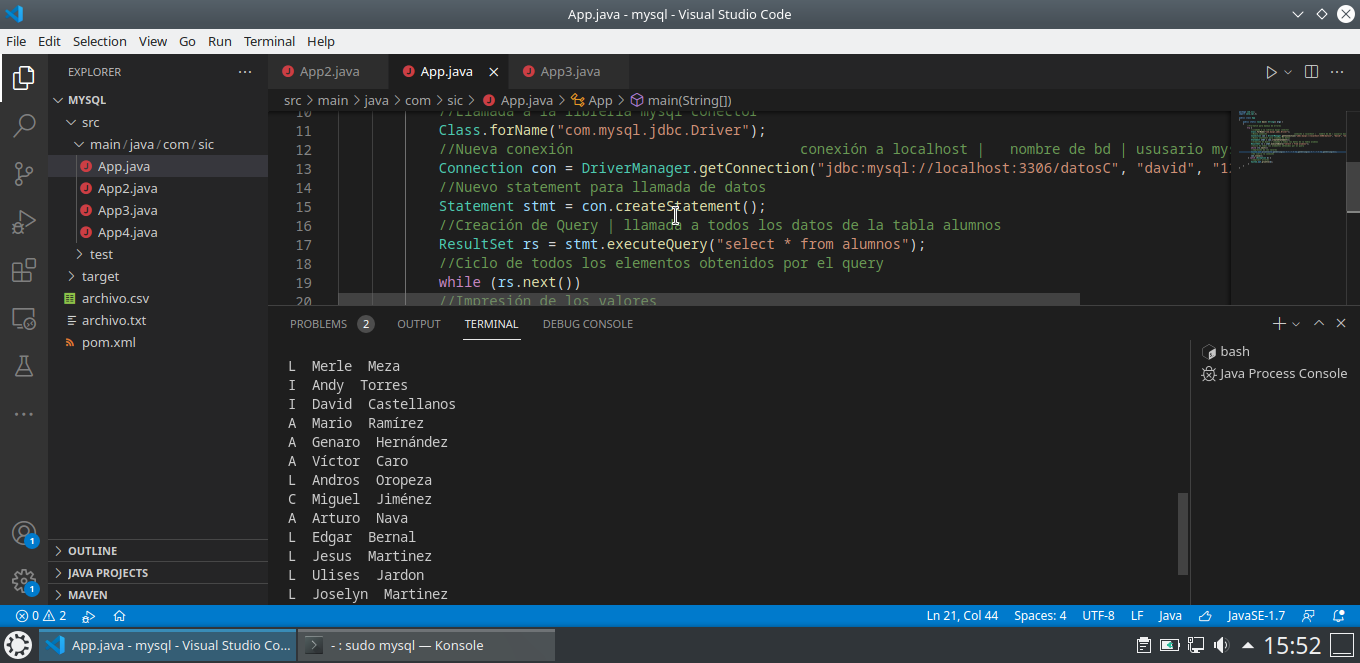 App.java - mysql - Visual Studio Code
File Edit Selection View Go Run Terminal Help
EXPLORER
App2.java
App.java
App3.java
MYSQL
src
main / java / com / sic
App.java
App2.java
App3.java
App4.java
test
target
archivo.csv
archivo.txt
pom.xml
OUTLINE
JAVA PROJECTS
MAVEN
src > main > java > com > sic > App.java > App > main(String[])
10 //Llamada a la libreria mysql conector
11 Class.forName("com.mysql.jdbc.Driver");
12 //Nueva conexión conexión a localhost | nombre de bd | ususario my
13 Connection con = DriverManager.getConnection("jdbc:mysql://localhost:3306/datosC", "david", "1
14 //Nuevo statement para llamada de datos
15 Statement stmt = con.createStatement();
16 //Creación de Query | llamada a todos los datos de la tabla alumnos
17 ResultSet rs = stmt.executeQuery("select * from alumnos");
18 //Ciclo de todos los elementos obtenidos por el query
19 while (rs.next())
20 //Impresión de los valores
PROBLEMS 2 OUTPUT TERMINAL DEBUG CONSOLE
L Merle Meza
I Andy Torres
I David Castellanos
A Mario Ramírez
A Genaro Hernández
A Víctor Caro
L Andros Oropeza
C Miguel Jiménez
A Arturo Nava
L Edgar Bernal
L Jesus Martinez
L Ulises Jardon
L Joselyn Martinez
bash
Java Process Console
1
1
0 2
Ln 21, Col 44 Spaces: 4 UTF-8 LF Java JavaSE-1.7
App.java - mysql - Visual Studio Co...
- : sudo mysql — Konsole
15:52